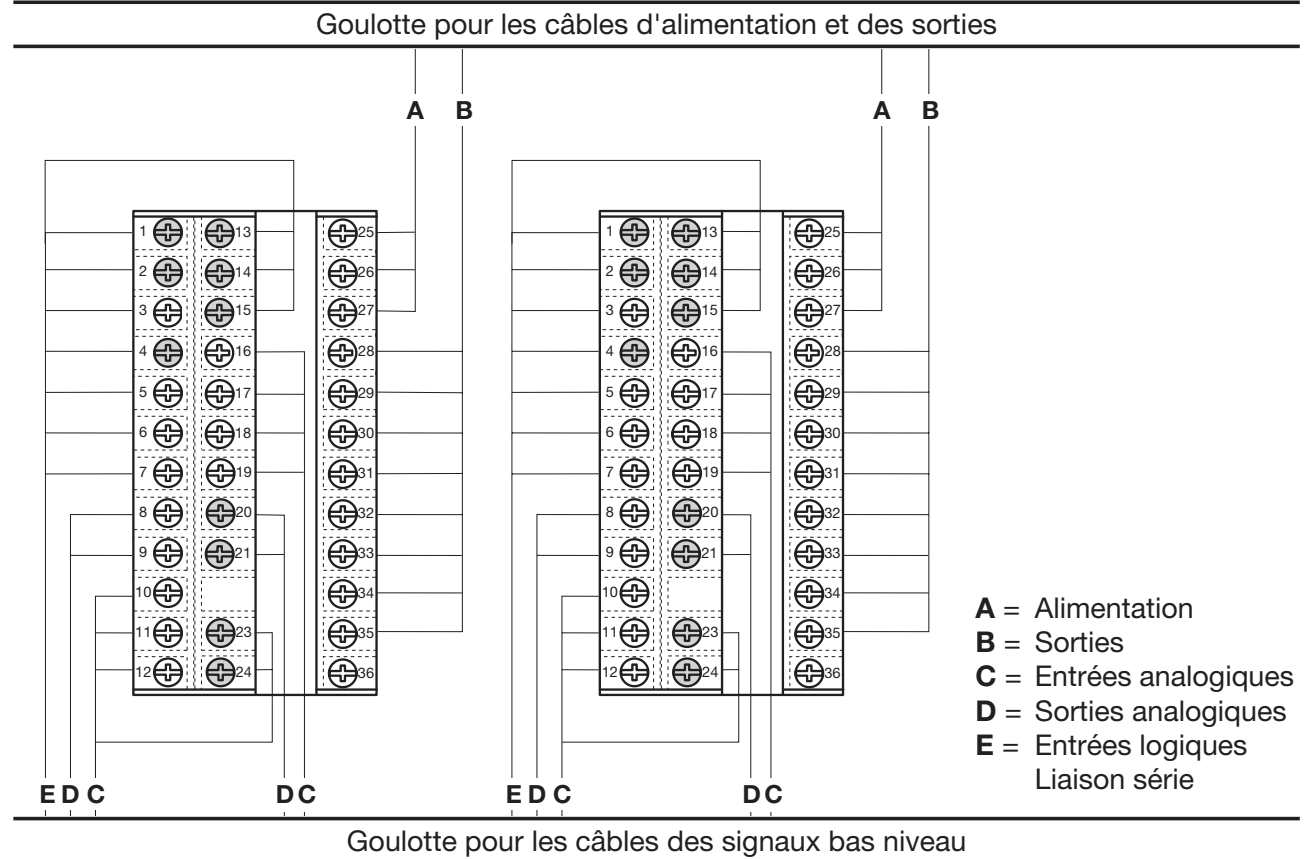 Goulotte pour les câbles d'alimentation et des sorties
A B A B
1 13 25 1 13 25
2 14 26 2 14 26
3 15 27 3 15 27
4 16 28 4 16 28
5 17 29 5 17 29
6 18 30 6 18 30
7 19 31 7 19 31
8 20 32 8 20 32
9 21 33 9 21 33
10 34 10 34
11 23 35 11 23 35
12 24 36 12 24 36
A = Alimentation
B = Sorties
C = Entrées analogiques
D = Sorties analogiques
E = Entrées logiques
Liaison série
E D C D C E D C D C
Goulotte pour les câbles des signaux bas niveau